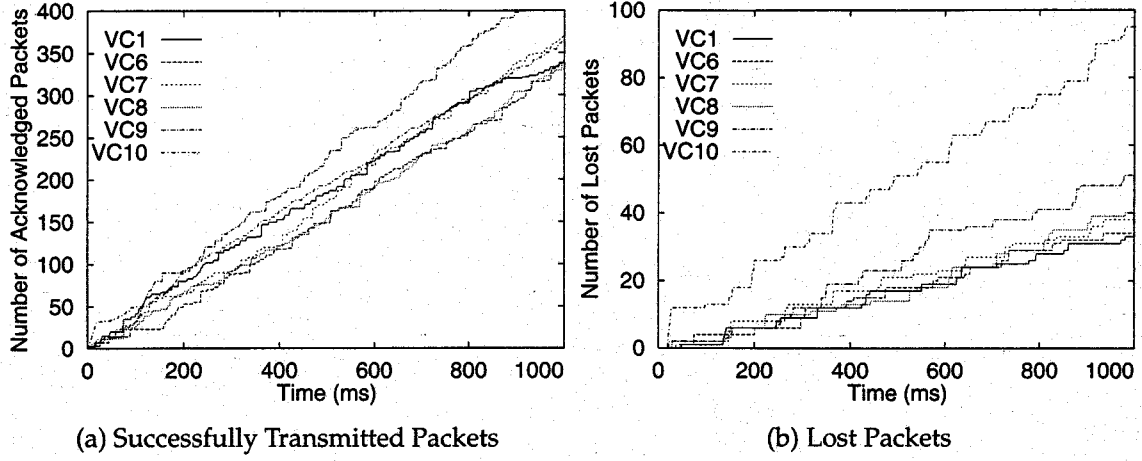 Number of Acknowledged Packets
400
350
300
250
200
150
100
50
0
VC1
VC6
VC7
VC8
VC9
VC10
0 200 400 600 800 1000
Time (ms)
(a) Successfully Transmitted Packets
Number of Lost Packets
100
80
60
40
20
0
VC1
VC6
VC7
VC8
VC9
VC10
0 200 400 600 800 1000
Time (ms)
(b) Lost Packets